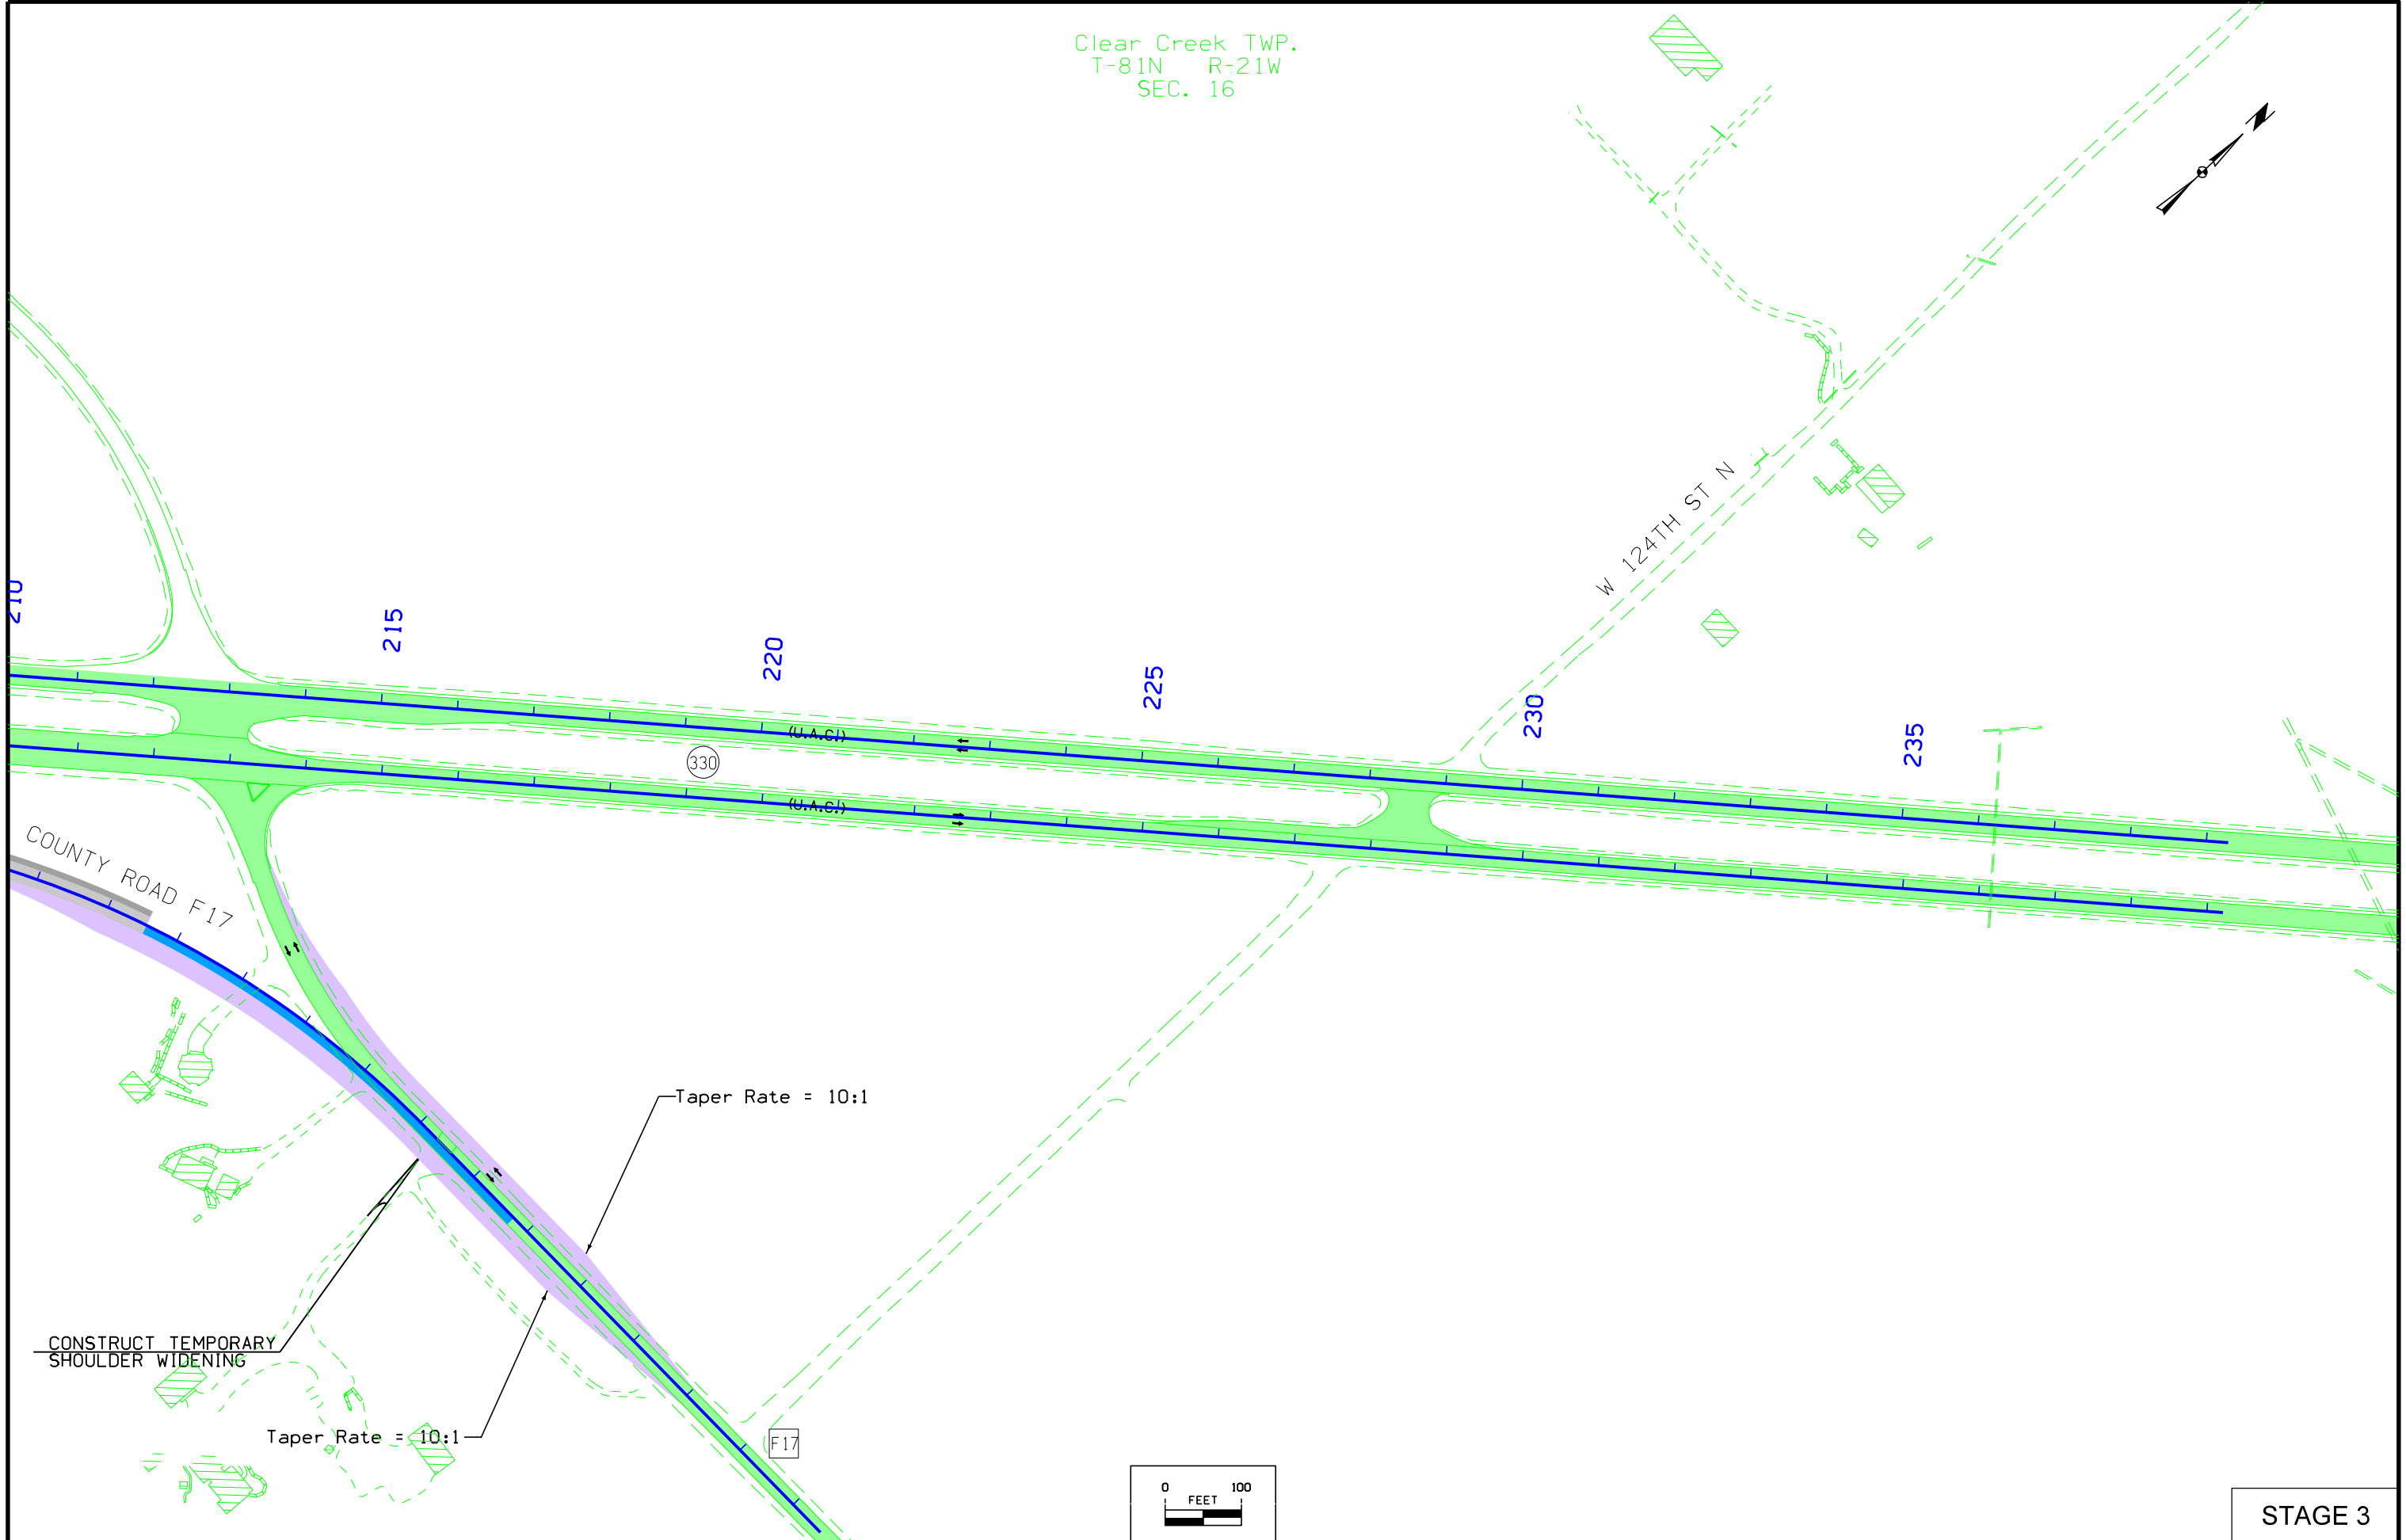 Clear Creek TWP.
T-81N R-21W
SEC. 16
N
W 124TH ST N
210
215
220
225
230
235
(U.A.C.)
330
(U.A.C.)
COUNTY ROAD F17
Taper Rate = 10:1
CONSTRUCT TEMPORARY
SHOULDER WIDENING
Taper Rate = 10:1
F17
0 100
FEET
STAGE 3